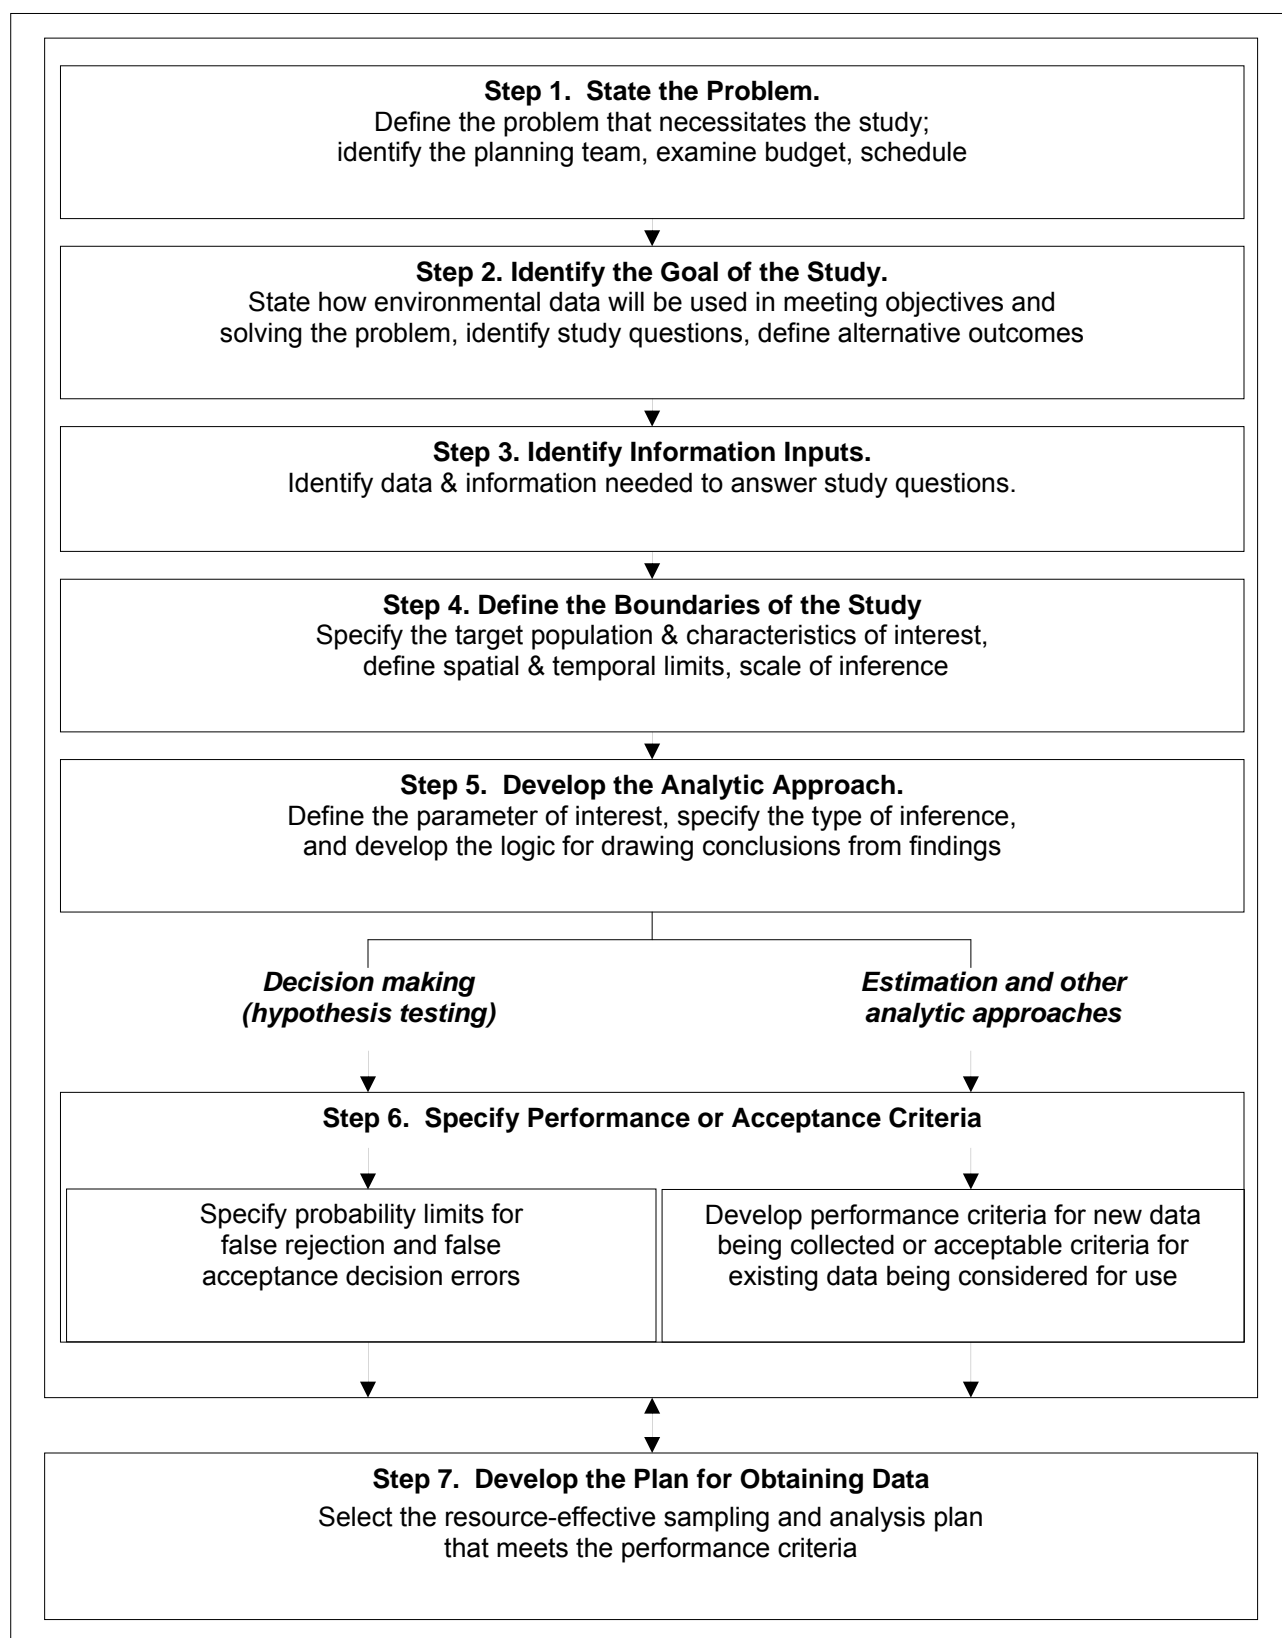 Step 1.  State the Problem.
Define the problem that necessitates the study;
identify the planning team, examine budget, schedule
Step 2. Identify the Goal of the Study.
State how environmental data will be used in meeting objectives and
solving the problem, identify study questions, define alternative outcomes
Step 3. Identify Information Inputs.
Identify data & information needed to answer study questions.
Step 4. Define the Boundaries of the Study
Specify the target population & characteristics of interest,
define spatial & temporal limits, scale of inference
Step 5.  Develop the Analytic Approach.
Define the parameter of interest, specify the type of inference,
and develop the logic for drawing conclusions from findings
Decision making
(hypothesis testing)
Estimation and other
analytic approaches
Step 6.  Specify Performance or Acceptance Criteria
Specify probability limits for
false rejection and false
acceptance decision errors
Develop performance criteria for new data
being collected or acceptable criteria for
existing data being considered for use
Step 7.  Develop the Plan for Obtaining Data
Select the resource-effective sampling and analysis plan
that meets the performance criteria